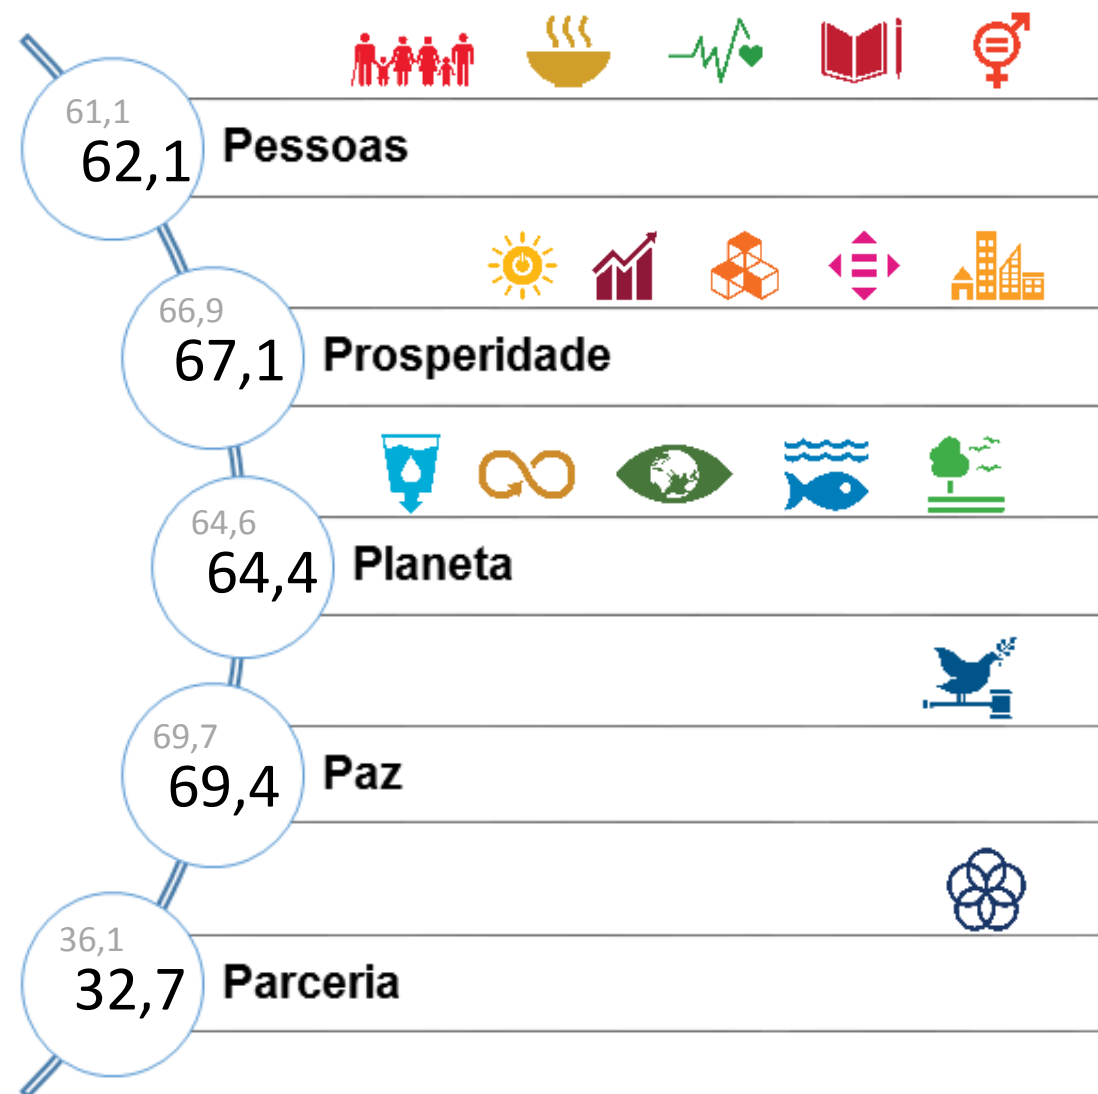 61,1
62,1
Pessoas
66,9
67,1
Prosperidade
64,6
64,4
Planeta
69,7
69,4
Paz
36,1
32,7
Parceria